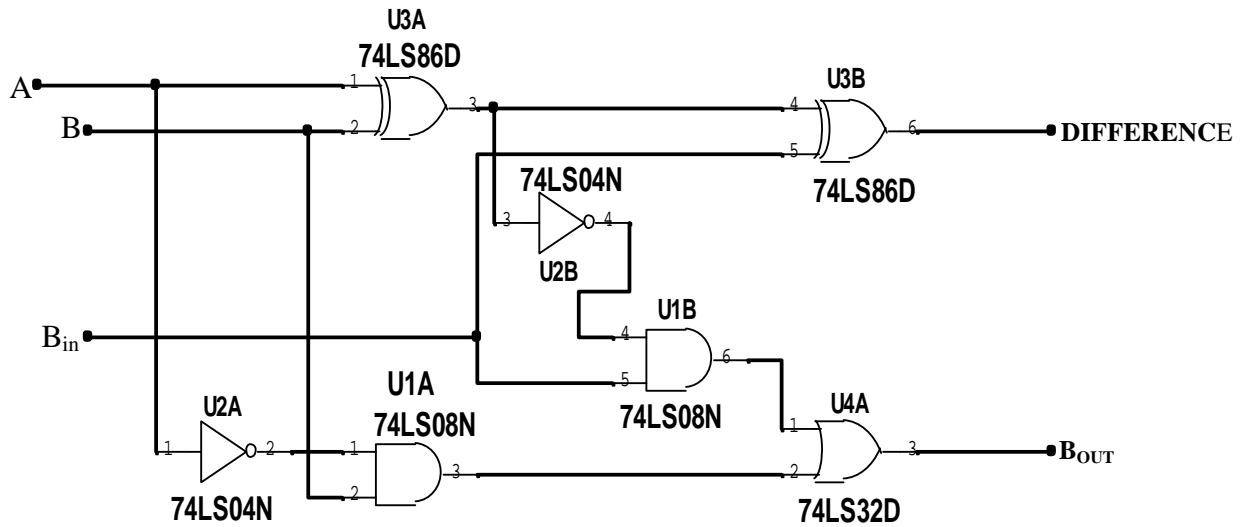 U3A
74LS86D
A
1
2
3
B
U3B
4
5
6
DIFFERENCE
74LS86D
74LS04N
3
4
U2B
Bin
U1B
4
5
6
74LS08N
U1A
74LS08N
U2A
1
2
74LS04N
1
2
3
U4A
1
2
3
BOUT
74LS32D